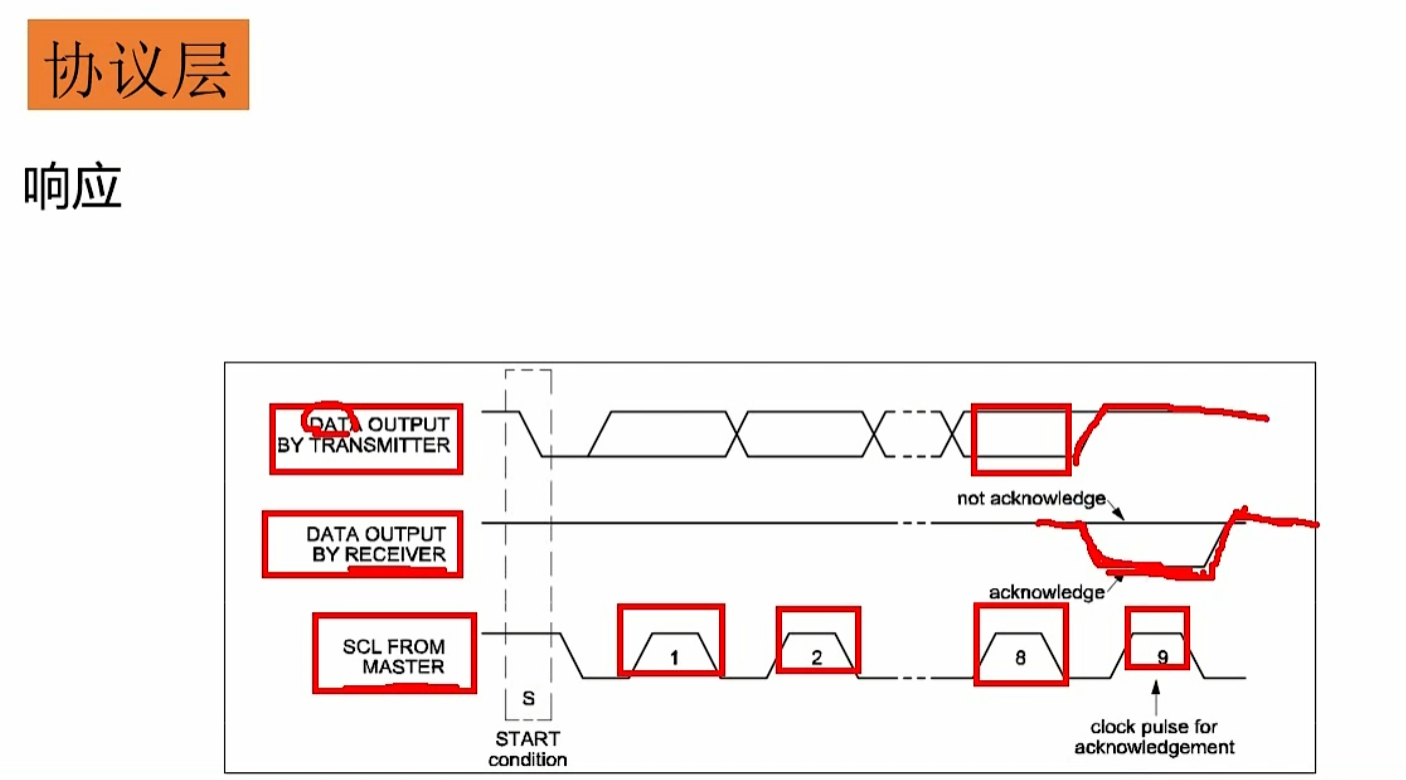 协议层
响应
DATA OUTPUT
BY TRANSMITTER
not acknowledge
DATA OUTPUT
BY RECEIVER
acknowledge
SCL FROM
MASTER
1
2
8
9
S
START
condition
clock pulse for
acknowledgement